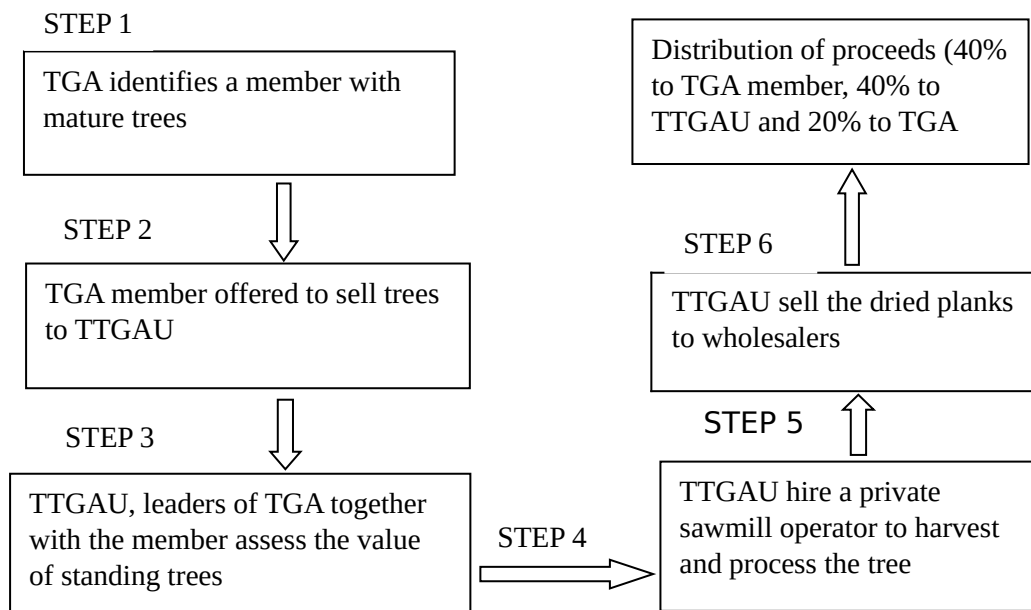 STEP 1
TGA identifies a member with
mature trees
STEP 2
TGA member offered to sell trees
to TTGAU
STEP 3
TTGAU, leaders of TGA together
with the member assess the value
of standing trees
STEP 4
TTGAU hire a private
sawmill operator to harvest
and process the tree
STEP 5
TTGAU sell the dried planks
to wholesalers
STEP 6
Distribution of proceeds (40%
to TGA member, 40% to
TTGAU and 20% to TGA